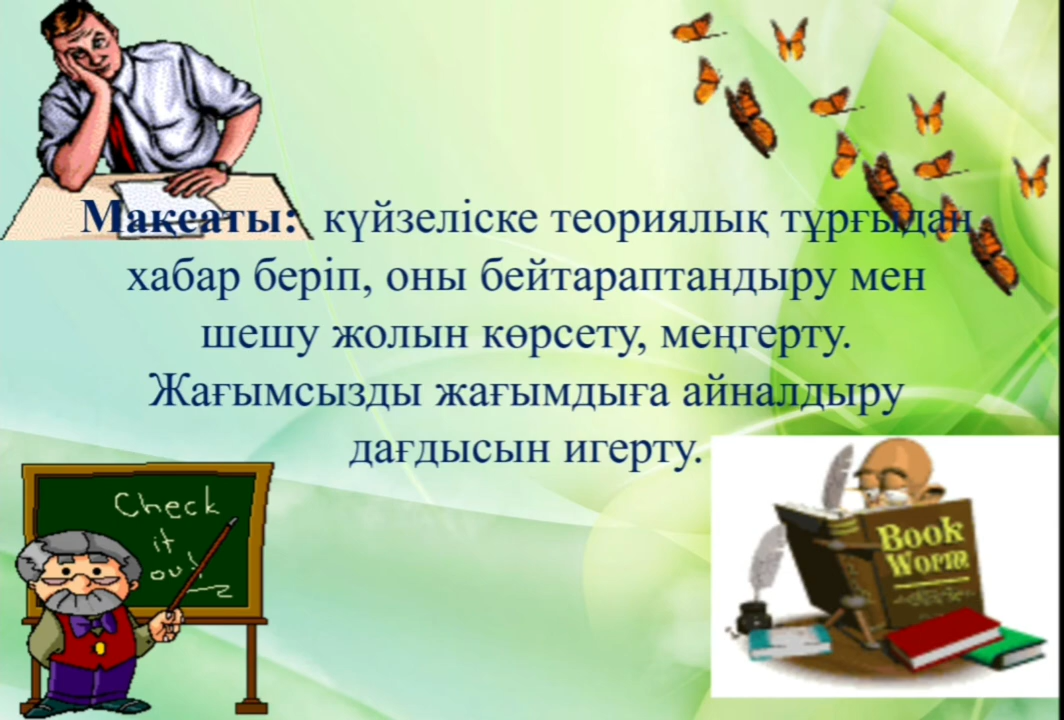 Мақсаты: күйзеліске теориялық тұрғыдан
хабар беріп, оны бейтараптандыру мен
шешу жолын көрсету, меңгерту.
Жағымсызды жағымдыға айналдыру
дағдысын игерту.
Check
it
ou!
Book
Worm